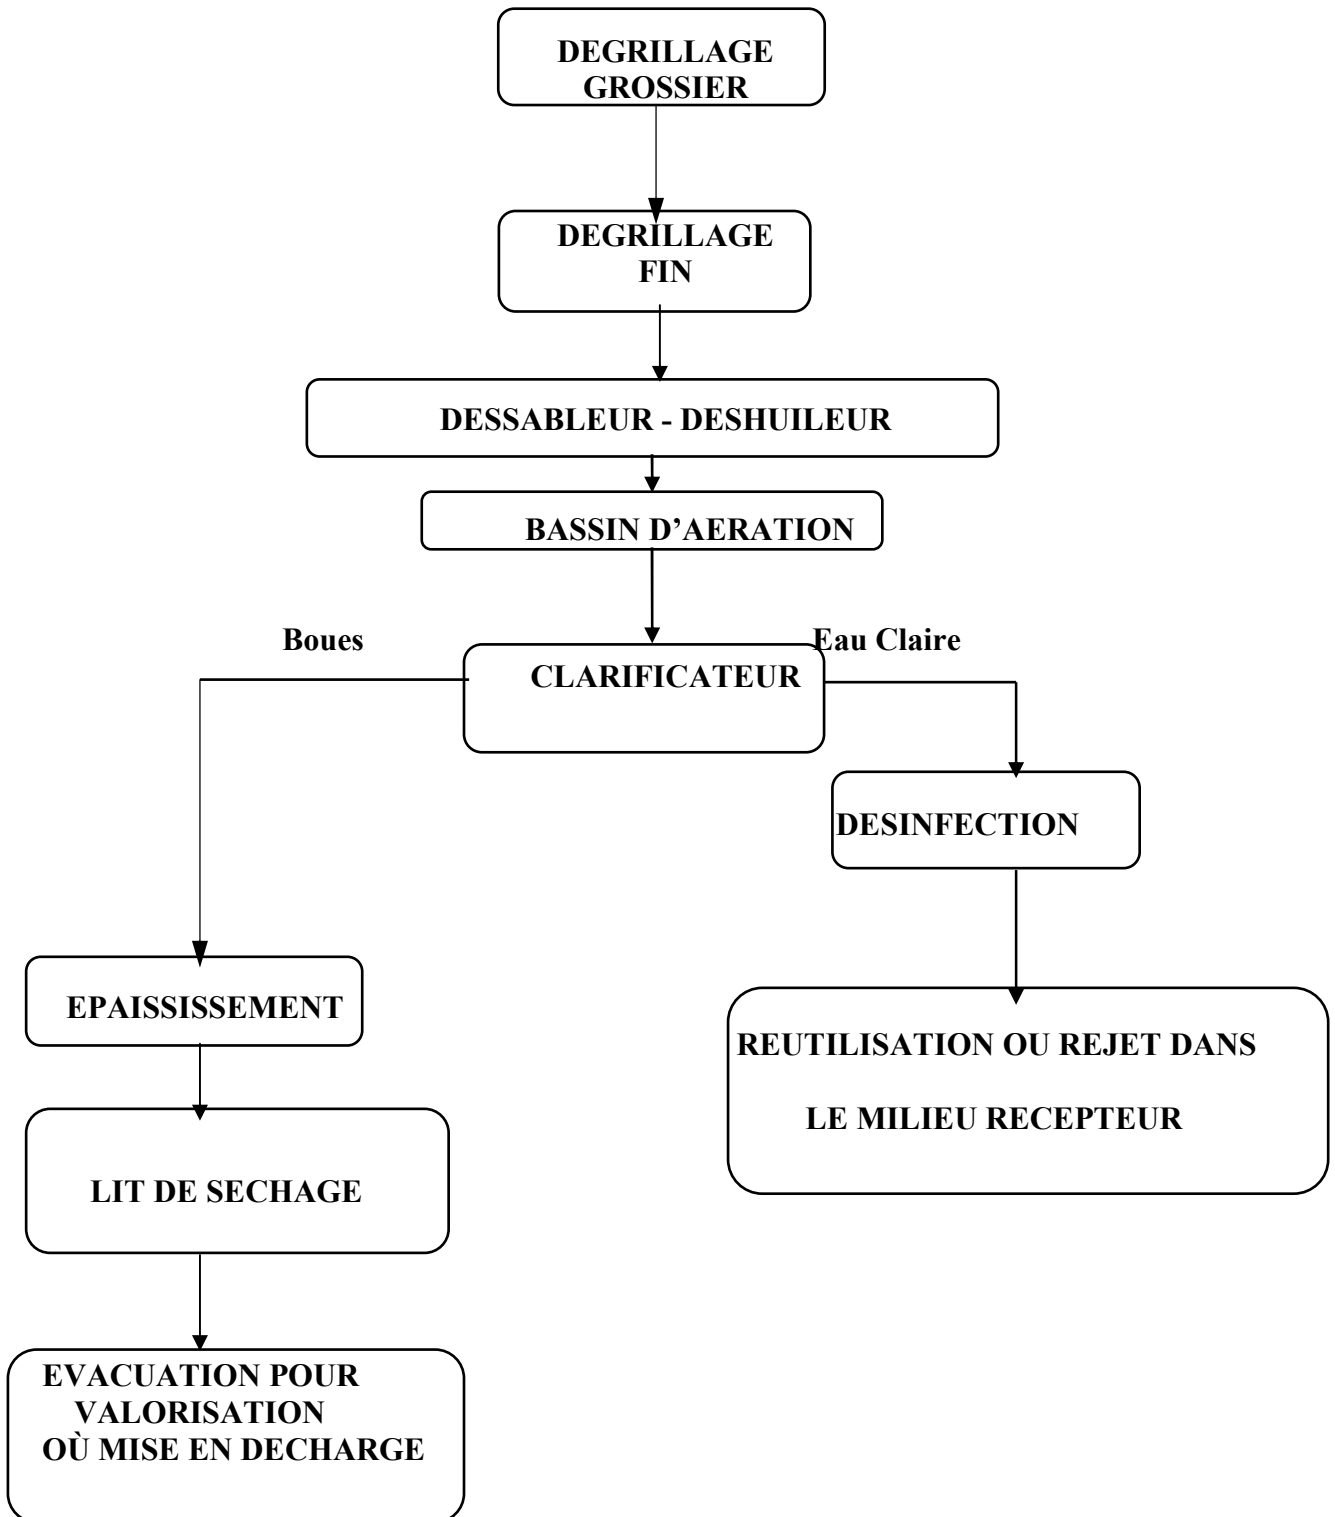 DEGRILLAGE
GROSSIER
DEGRILLAGE
FIN
DESSABLEUR - DESHUILEUR
BASSIN D’AERATION
Boues
Eau Claire
CLARIFICATEUR
DESINFECTION
EPAISSISSEMENT
REUTILISATION OU REJET DANS
LE MILIEU RECEPTEUR
LIT DE SECHAGE
EVACUATION POUR
VALORISATION
OÙ MISE EN DECHARGE